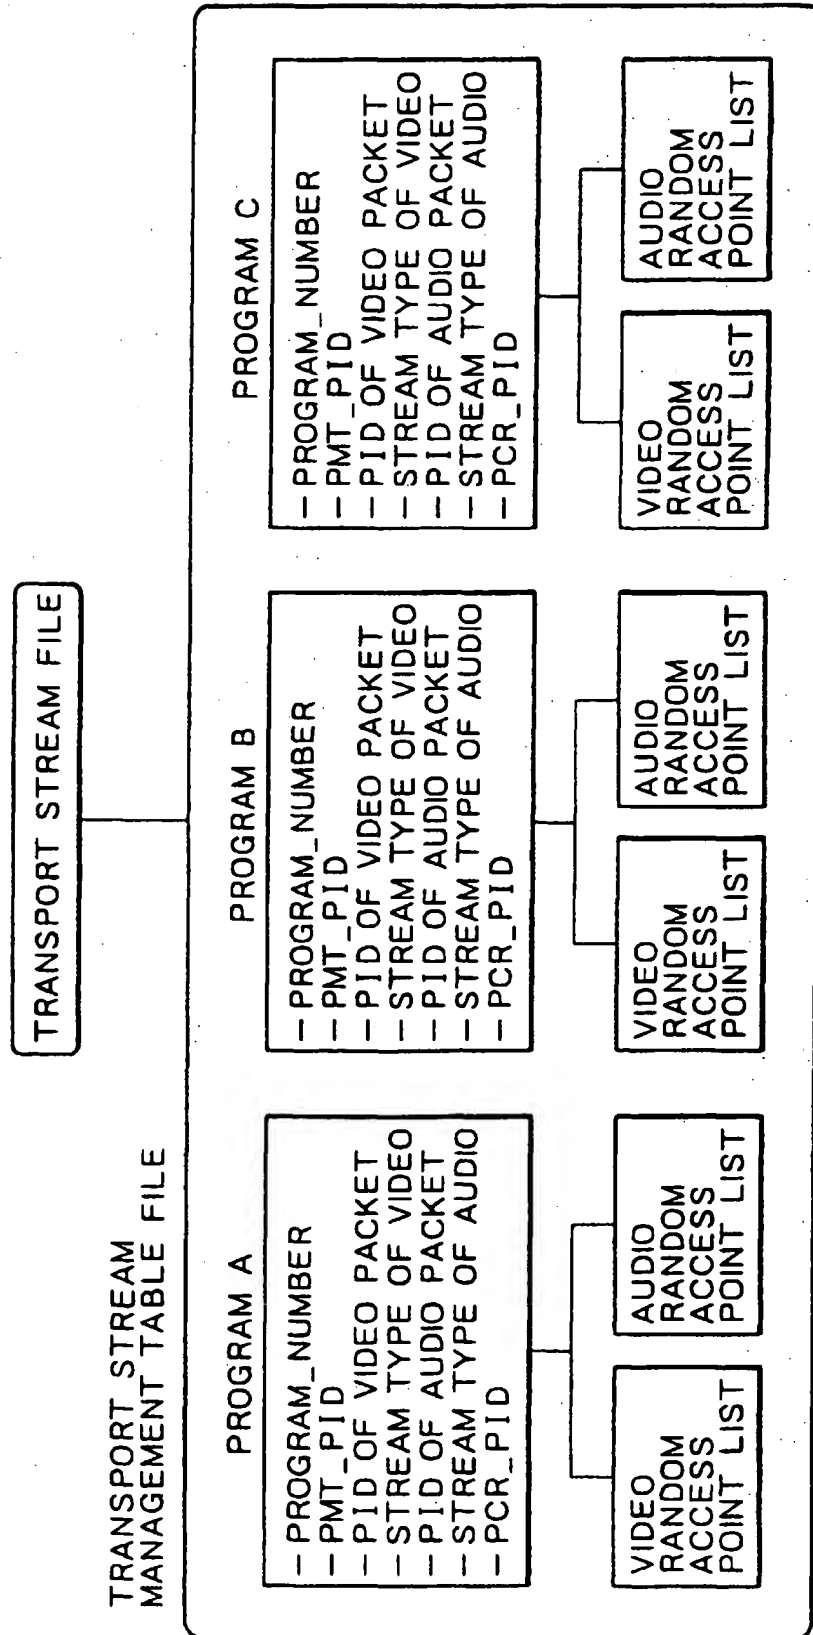 TRANSPORT STREAM FILE
TRANSPORT STREAM
MANAGEMENT TABLE FILE
PROGRAM A
—PROGRAM_NUMBER
—PMT_PID
—PID OF VIDEO PACKET
—STREAM TYPE OF VIDEO
—PID OF AUDIO PACKET
—STREAM TYPE OF AUDIO
—PCR_PID
VIDEO
RANDOM
ACCESS
POINT LIST
AUDIO
RANDOM
ACCESS
POINT LIST
PROGRAM B
—PROGRAM_NUMBER
—PMT_PID
—PID OF VIDEO PACKET
—STREAM TYPE OF VIDEO
—PID OF AUDIO PACKET
—STREAM TYPE OF AUDIO
—PCR_PID
VIDEO
RANDOM
ACCESS
POINT LIST
AUDIO
RANDOM
ACCESS
POINT LIST
PROGRAM C
—PROGRAM_NUMBER
—PMT_PID
—PID OF VIDEO PACKET
—STREAM TYPE OF VIDEO
—PID OF AUDIO PACKET
—STREAM TYPE OF AUDIO
—PCR_PID
VIDEO
RANDOM
ACCESS
POINT LIST
AUDIO
RANDOM
ACCESS
POINT LIST